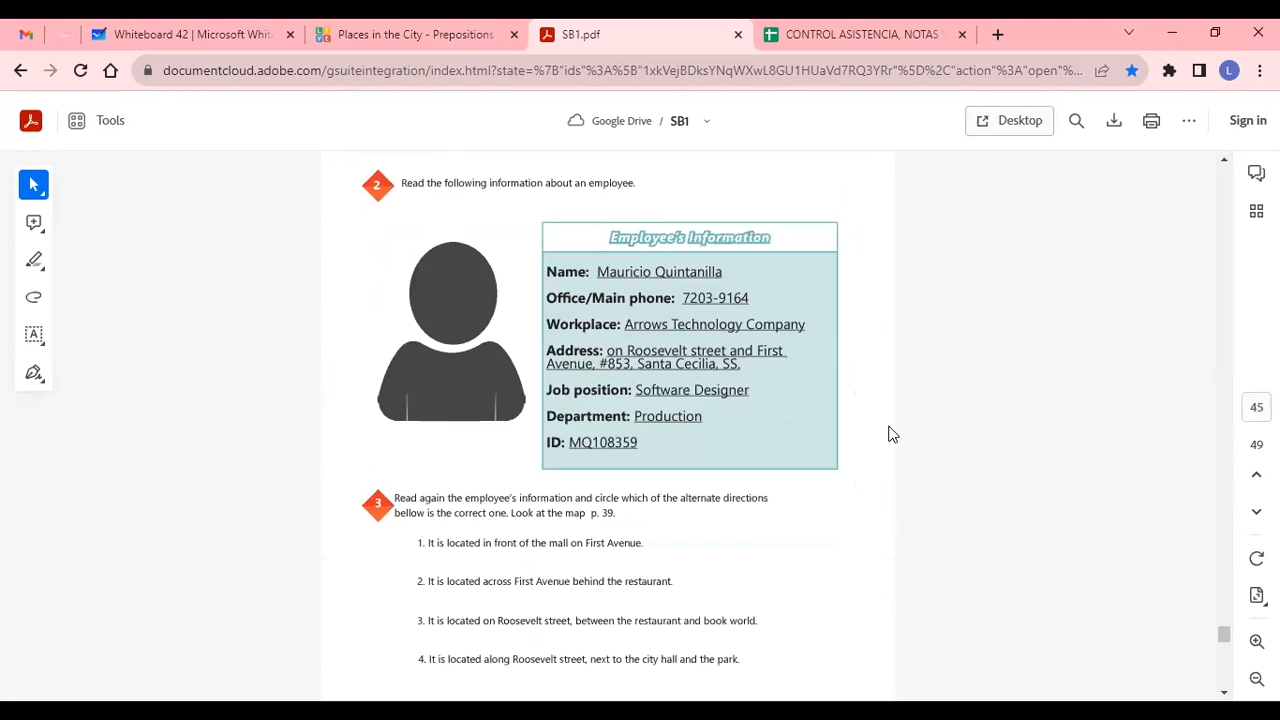 Whiteboard 42 | Microsoft Whit
Places in the City - Prepositions
SB1.pdf
CONTROL ASISTENCIA, NOTAS Y
documentcloud.adobe.com/gsuiteintegration/index.html?state=%7B"ids"%3A%5B"1xkVejBDksYNqWXwL8GU1HUaVd7RQ3YRr"%5D%2C"action"%3A"open"%...
L
Tools
Google Drive / SB1
Desktop
Sign in
2
Read the following information about an employee.
Employee's Information
Name: Mauricio Quintanilla
Office/Main phone: 7203-9164
Workplace: Arrows Technology Company
Address: on Roosevelt street and First
Avenue, #853, Santa Cecilia, SS.
Job position: Software Designer
Department: Production
ID: MQ108359
45
49
3
Read again the employee's information and circle which of the alternate directions
bellow is the correct one. Look at the map p. 39.
1. It is located in front of the mall on First Avenue.
2. It is located across First Avenue behind the restaurant.
3. It is located on Roosevelt street, between the restaurant and book world.
4. It is located along Roosevelt street, next to the city hall and the park.